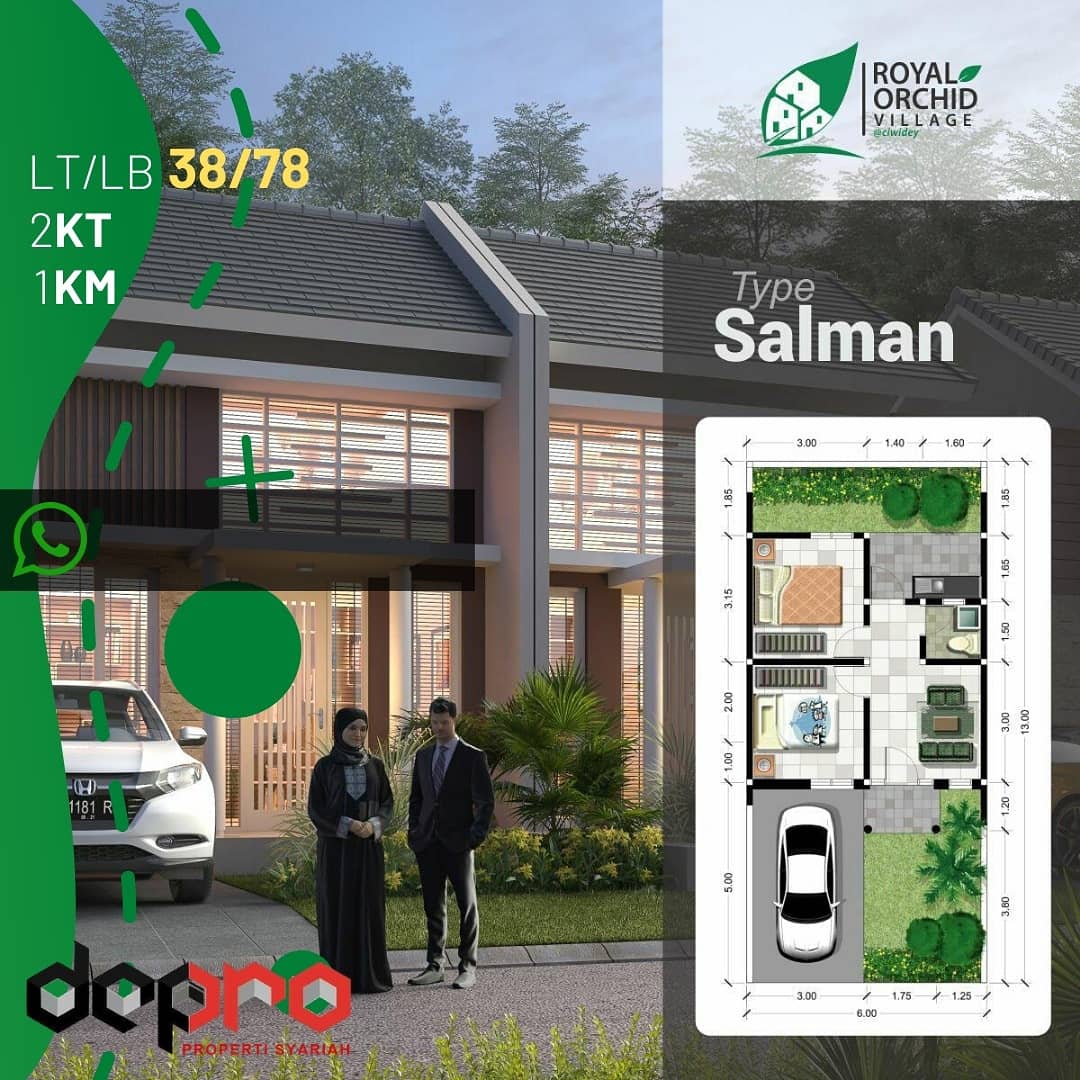 LT/LB 38/78
2KT
1KM
ROYAL
ORCHID
VILLAGE
@ciwidey
Type
Salman
3.00 1.40 1.60
1.85
3.15
2.00
1.00
5.00
1.85
1.65
1.50
3.00
13.00
1.20
3.80
3.00 1.75 1.25
6.00
1181 R
depro
PROPERTI SYARIAH